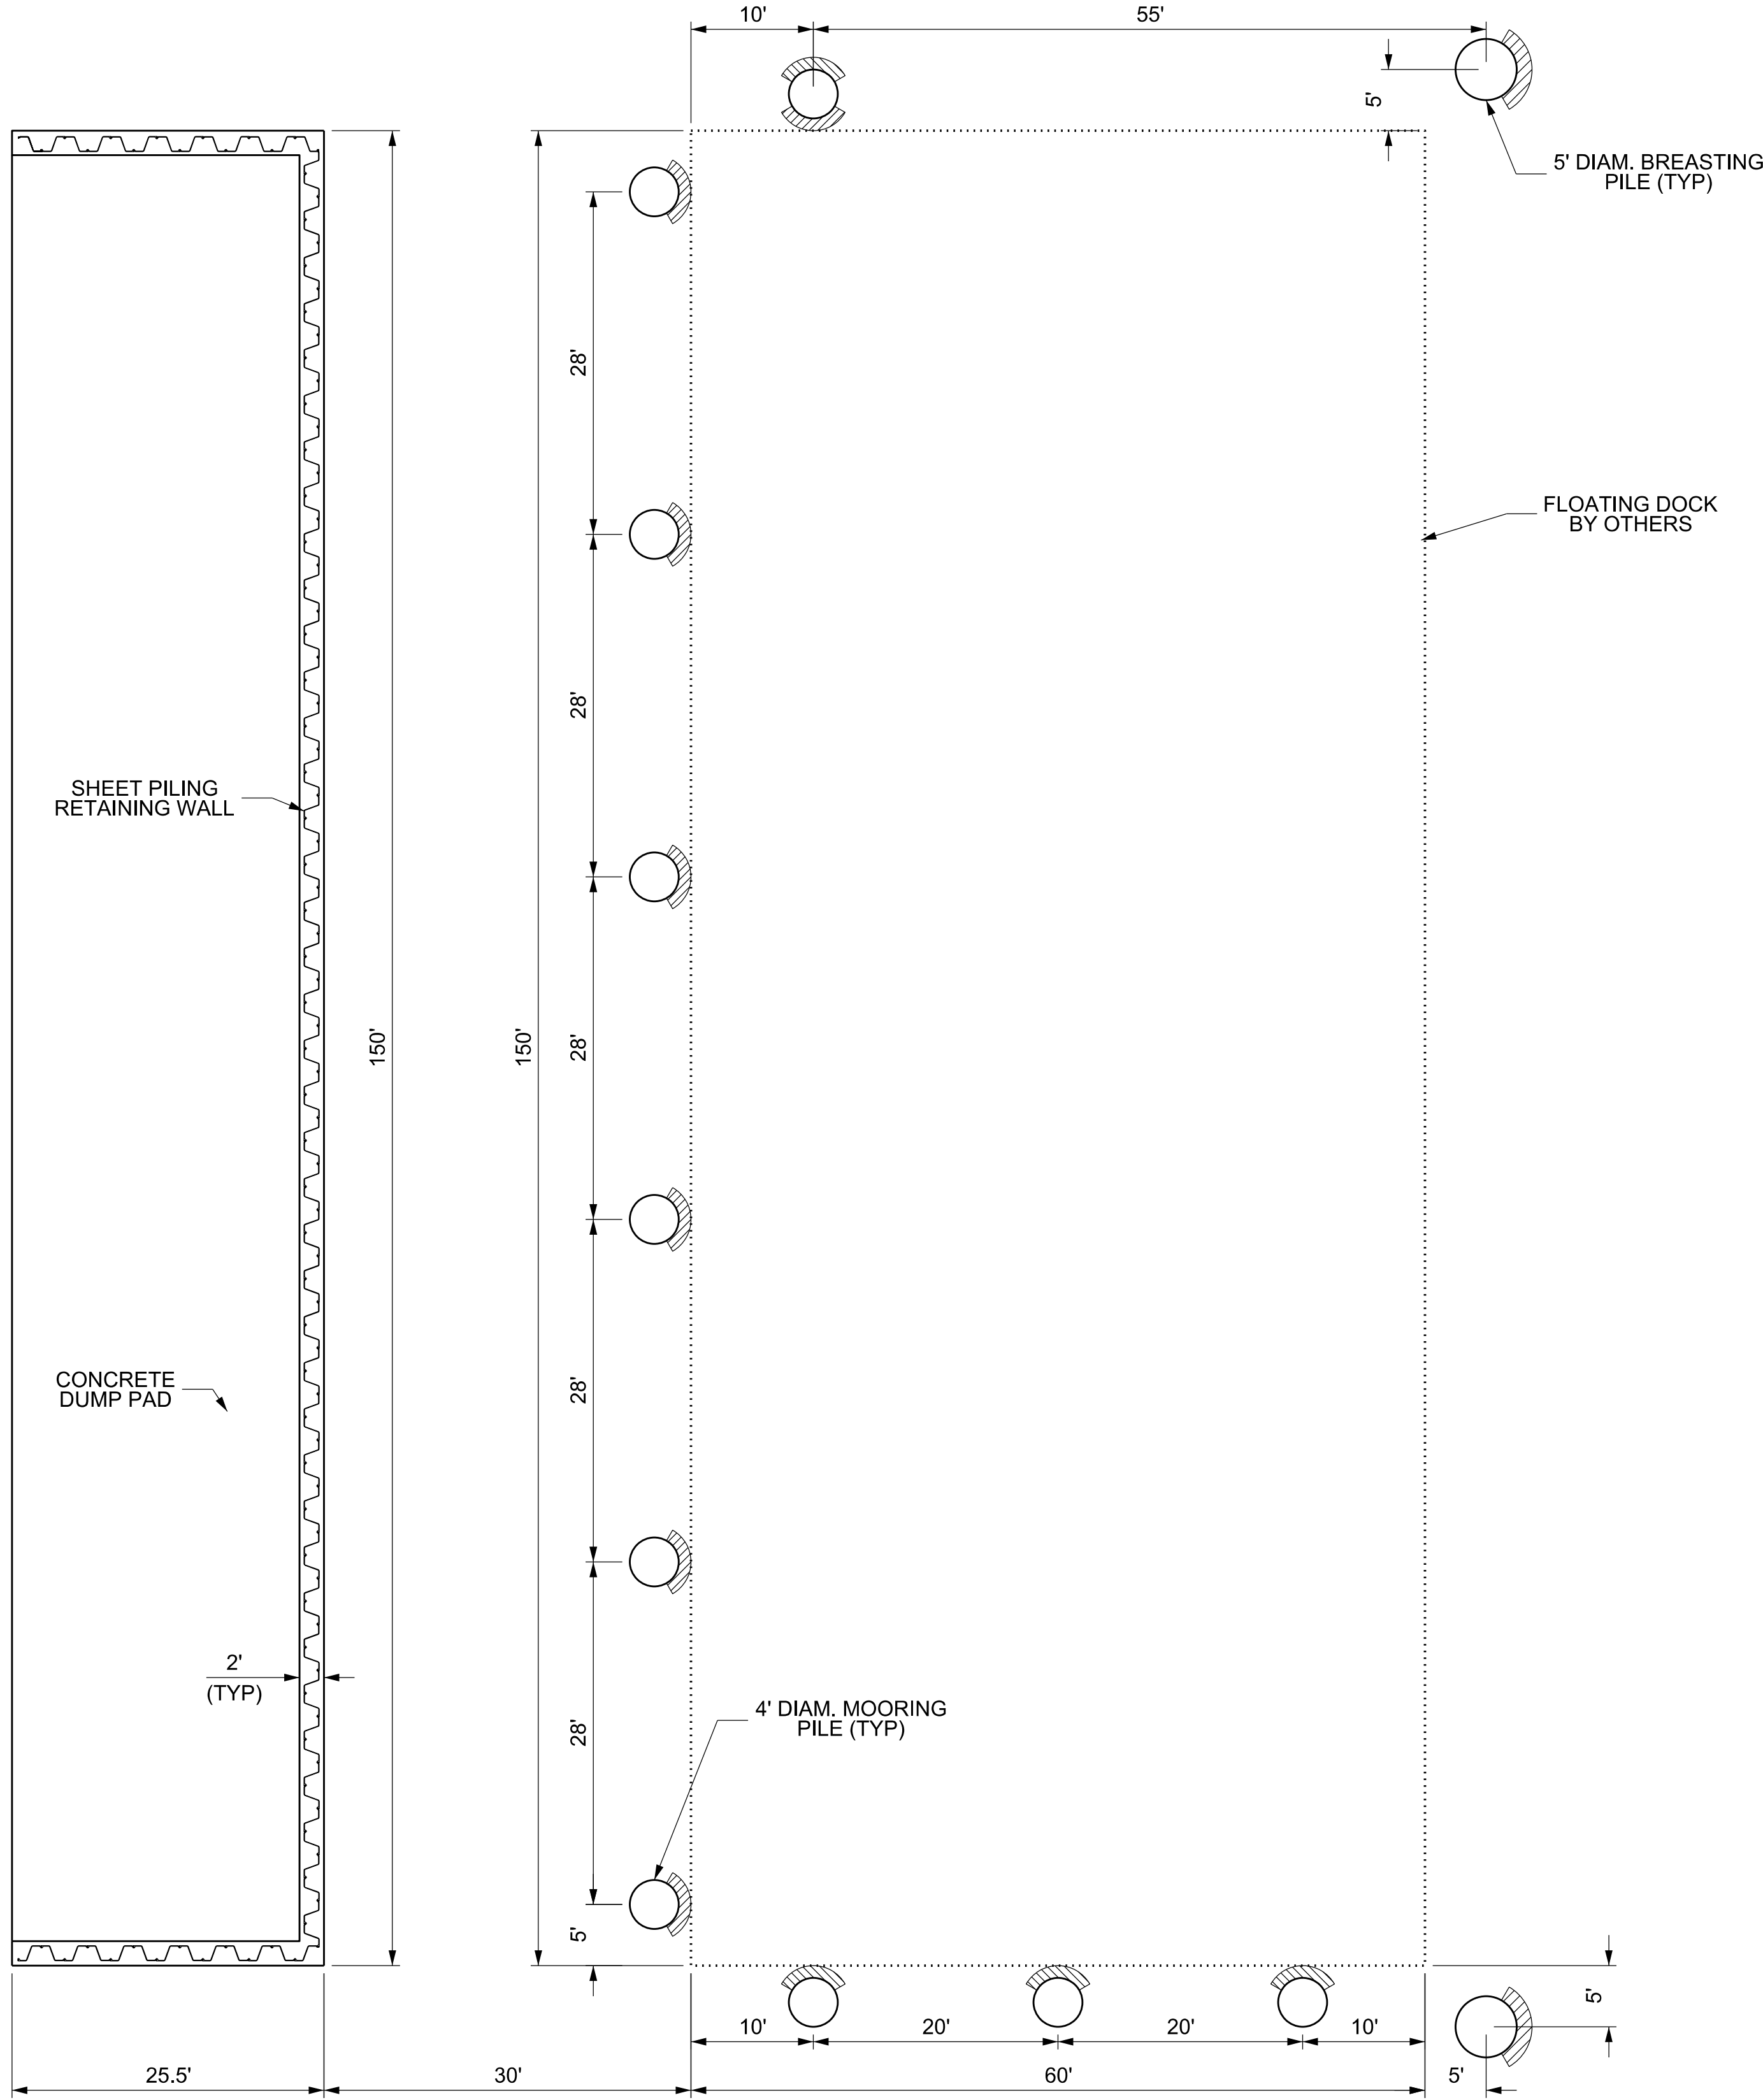 10'
55'
5'
5' DIAM. BREASTING
PILE (TYP)
28'
FLOATING DOCK
BY OTHERS
28'
SHEET PILING
RETAINING WALL
150'
150'
28'
CONCRETE
DUMP PAD
28'
2'
(TYP)
4' DIAM. MOORING
PILE (TYP)
28'
5'
5'
10'
20'
20'
10'
25.5'
30'
60'
5'